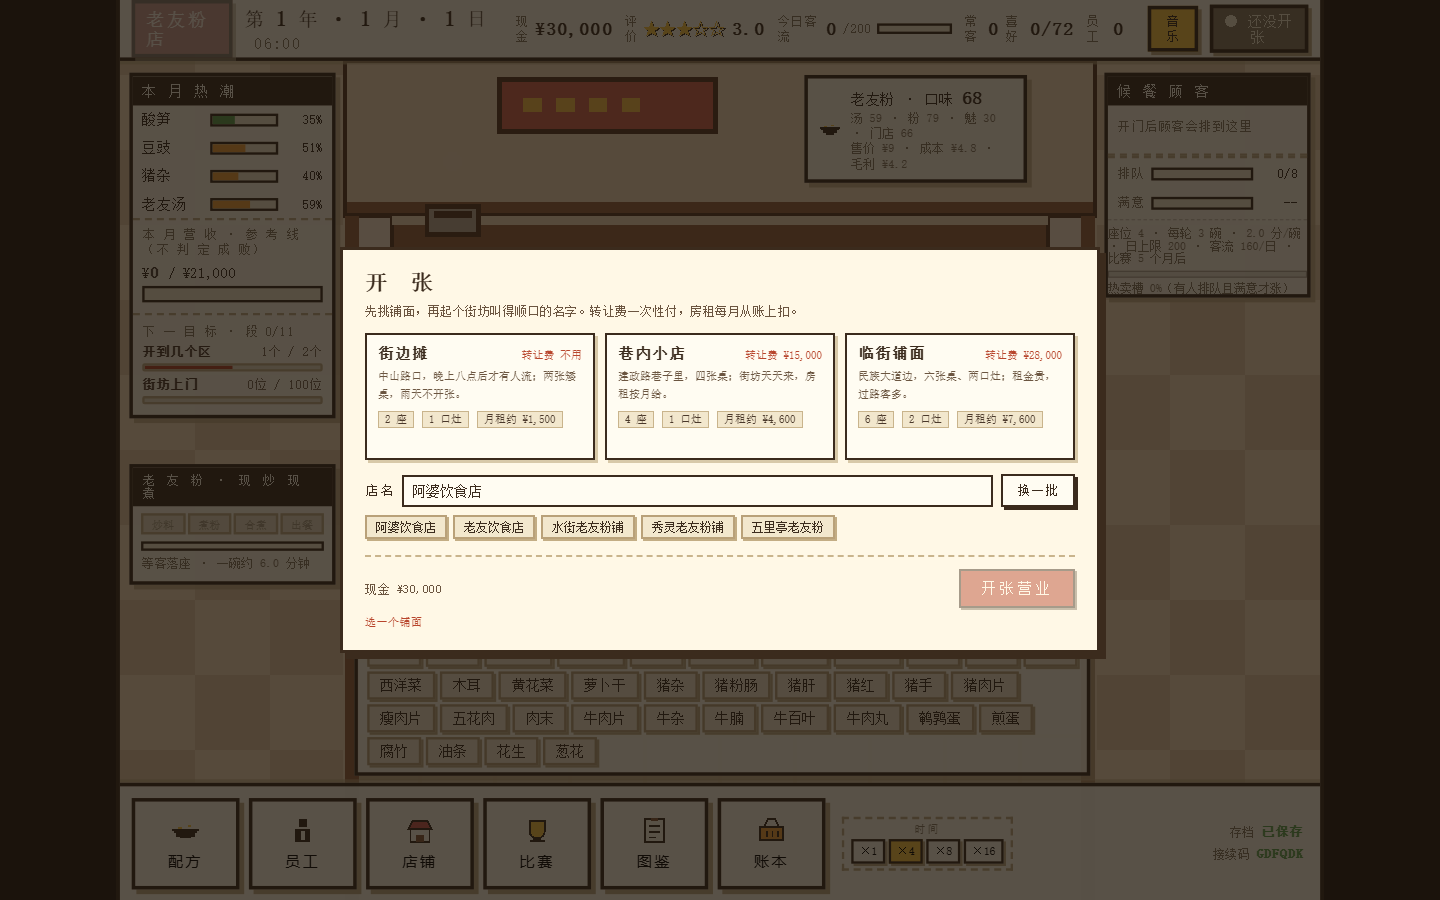 老友粉店
第 1 年 · 1 月 · 1 日
06:00
现金 ¥30,000
评价 ★★★☆☆ 3.0
今日客流 0 /200
常客 0
喜好 0/72
员工 0
音乐
还没开张
本月热潮
酸笋 35%
豆豉 51%
猪杂 40%
老友汤 59%
本月营收 · 参考线
（不判定成败）
¥0 / ¥21,000
下一目标 · 段 0/11
开到几个区 1个 / 2个
街坊上门 0位 / 100位
老友粉 · 现炒现煮
炒料 煮粉 合煮 出餐
等客落座 · 一碗约 6.0 分钟
老友粉 · 口味 68
汤 59 · 粉 79 · 魅 30
· 门店 66
售价 ¥9 · 成本 ¥4.8 ·
毛利 ¥4.2
候餐顾客
开门后顾客会排到这里
排队 0/8
满意 --
座位 4 · 每轮 3 碗 · 2.0 分/碗
· 日上限 200 · 客流 160/日 ·
比赛 5 个月后
热卖槽 0%（有人排队且满意才涨）
开 张
先挑铺面，再起个街坊叫得顺口的名字。转让费一次性付，房租每月从账上扣。
街边摊 转让费 不用
中山路口，晚上八点后才有人流；两张矮
桌，雨天不开张。
2 座 1 口灶 月租约 ¥1,500
巷内小店 转让费 ¥15,000
建政路巷子里，四张桌；街坊天天来，房
租按月给。
4 座 1 口灶 月租约 ¥4,600
临街铺面 转让费 ¥28,000
民族大道边，六张桌、两口灶；租金贵，
过路客多。
6 座 2 口灶 月租约 ¥7,600
店名 阿婆饮食店 换一批
阿婆饮食店 老友饮食店 水街老友粉铺 秀灵老友粉铺 五里亭老友粉
现金 ¥30,000
开张营业
选一个铺面
西洋菜 木耳 黄花菜 萝卜干 猪杂 猪粉肠 猪肝 猪红 猪手 猪肉片
瘦肉片 五花肉 肉末 牛肉片 牛杂 牛腩 牛百叶 牛肉丸 鹌鹑蛋 煎蛋
腐竹 油条 花生 葱花
配方 员工 店铺 比赛 图鉴 账本
时间
×1 ×4 ×8 ×16
存档 已保存
接续码 GDFQDK